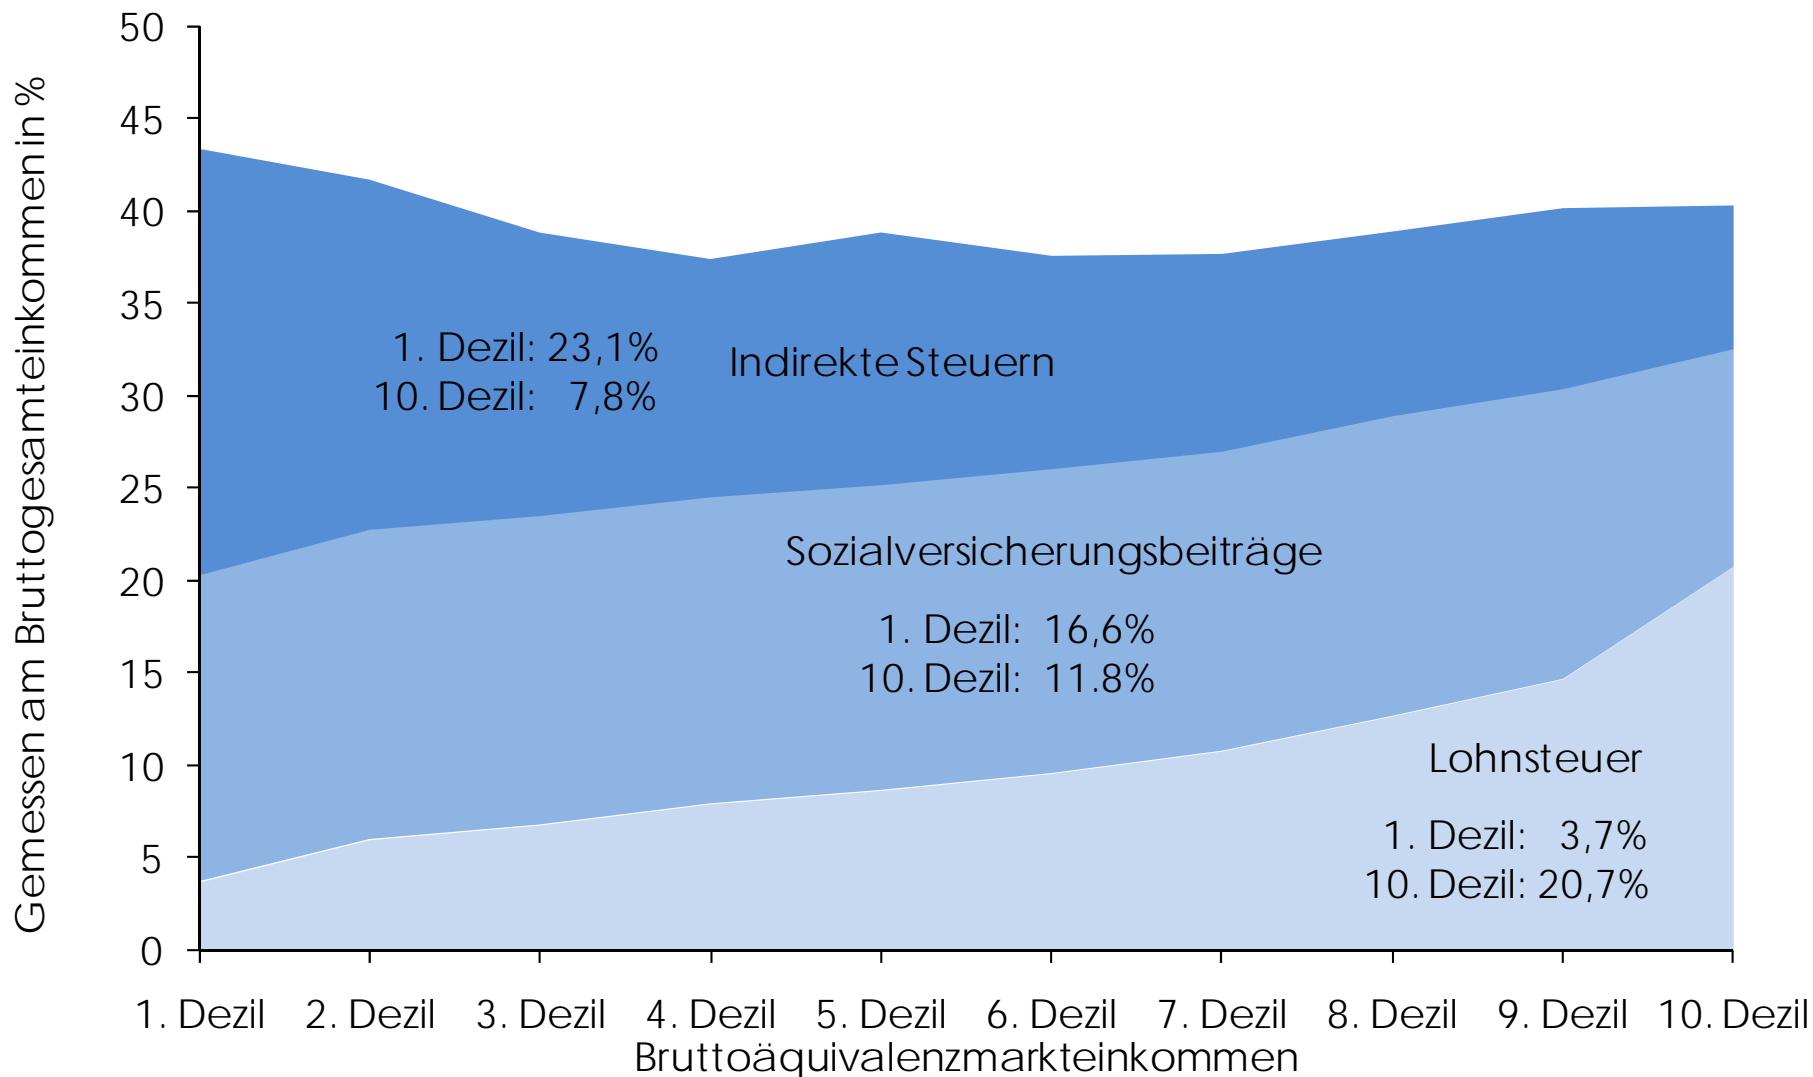 Gemessen am Bruttogesamteinkommen in %
50
45
40
35
30
25
20
15
10
5
0
1. Dezil: 23,1%
10. Dezil: 7,8%
Indirekte Steuern
Sozialversicherungsbeiträge
1. Dezil: 16,6%
10. Dezil: 11.8%
Lohnsteuer
1. Dezil: 3,7%
10. Dezil: 20,7%
1. Dezil 2. Dezil 3. Dezil 4. Dezil 5. Dezil 6. Dezil 7. Dezil 8. Dezil 9. Dezil 10. Dezil
Bruttoäquivalenzmarkteinkommen